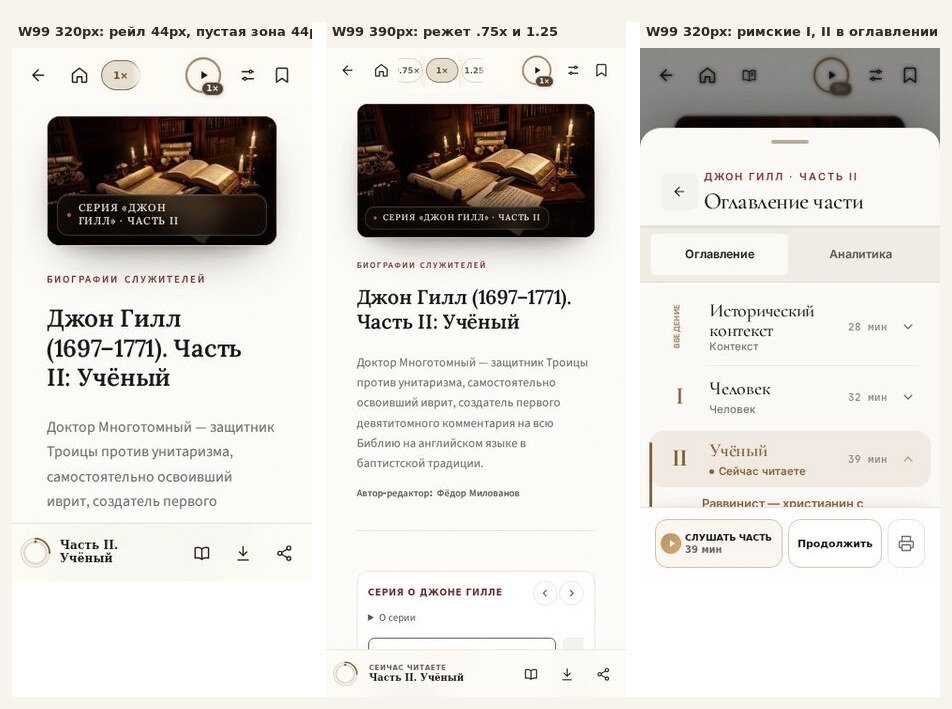 W99 320px: рейл 44px, пустая зона 44p
1×
1×
СЕРИЯ «ДЖОН
ГИЛЛ» · ЧАСТЬ II
БИОГРАФИИ СЛУЖИТЕЛЕЙ
Джон Гилл
(1697–1771). Часть
II: Учёный
Доктор Многотомный — защитник
Троицы против унитаризма,
самостоятельно освоивший
иврит, создатель первого
Часть II.
Учёный
W99 390px: режет .75x и 1.25
.75×
1×
1.25
1×
СЕРИЯ «ДЖОН ГИЛЛ» · ЧАСТЬ II
БИОГРАФИИ СЛУЖИТЕЛЕЙ
Джон Гилл (1697–1771).
Часть II: Учёный
Доктор Многотомный — защитник Троицы
против унитаризма, самостоятельно
освоивший иврит, создатель первого
девятитомного комментария на всю
Библию на английском языке в
баптистской традиции.
Автор-редактор: Фёдор Милованов
СЕРИЯ О ДЖОНЕ ГИЛЛЕ
О серии
СЕЙЧАС ЧИТАЕТЕ
Часть II. Учёный
W99 320px: римские I, II в оглавлении
ДЖОН ГИЛЛ · ЧАСТЬ II
Оглавление части
Оглавление
Аналитика
ВВЕДЕНИЕ
Исторический
контекст
Контекст
28 мин
I
Человек
Человек
32 мин
II
Учёный
Сейчас читаете
39 мин
Раввинист — христианин с
СЛУШАТЬ ЧАСТЬ
39 мин
Продолжить